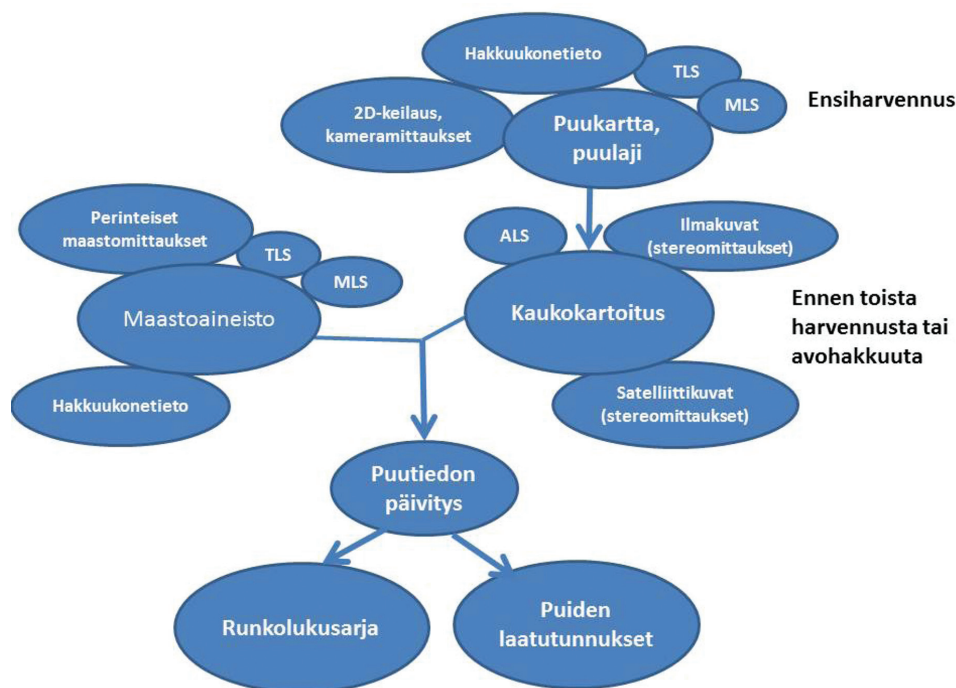 Hakkuukonetieto
TLS
MLS
Ensiharvennus
2D-keilaus,
kameramittaukset
Puukartta,
puulaji
Perinteiset
maastomittaukset
TLS
MLS
ALS
Ilmakuvat
(stereomittaukset)
Maastoaineisto
Kaukokartoitus
Ennen toista
harvennusta tai
avohakkuuta
Hakkuukonetieto
Satelliittikuvat
(stereomittaukset)
Puutiedon
päivitys
Runkolukusarja
Puiden
laatutunnukset